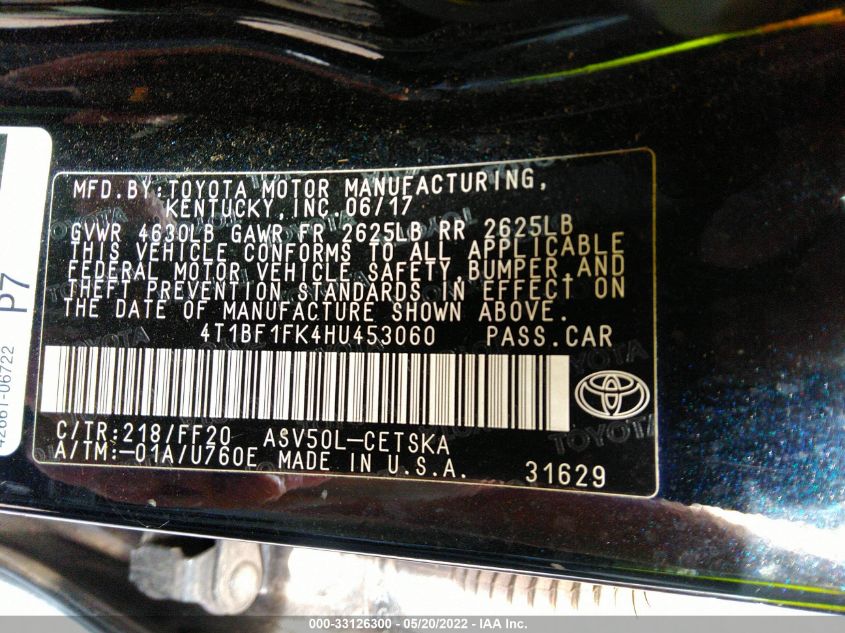 MFD.BY:TOYOTA MOTOR MANUFACTURING,
KENTUCKY,INC.06/17
GVWR 4630LB GAWR FR 2625LB RR 2625LB
THIS VEHICLE CONFORMS TO ALL APPLICABLE
FEDERAL MOTOR VEHICLE SAFETY,BUMPER,AND
THEFT PREVENTION STANDARDS IN EFFECT ON
THE DATE OF MANUFACTURE SHOWN ABOVE.
4T1BF1FK4HU453060 PASS.CAR
C/TR:218/FF20 ASV50L-CETSKA
A/TM:-01A/U760E MADE IN U.S.A.
31629
P7
42661-06722
000-33126300 - 05/20/2022 - IAA Inc.